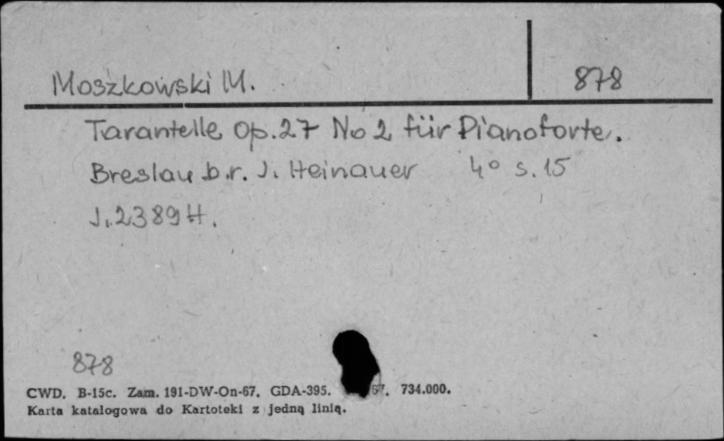 Moszkowski M. 878
Tarantelle Op. 27 No 2 für Pianoforte.
Breslau b.r. J. Heinauer 4° s. 15
J. 2389 H.
878
CWD. B-15c. Zam. 191-DW-On-67. GDA-395. 67. 734.000.
Karta katalogowa do Kartoteki z jedną linią.